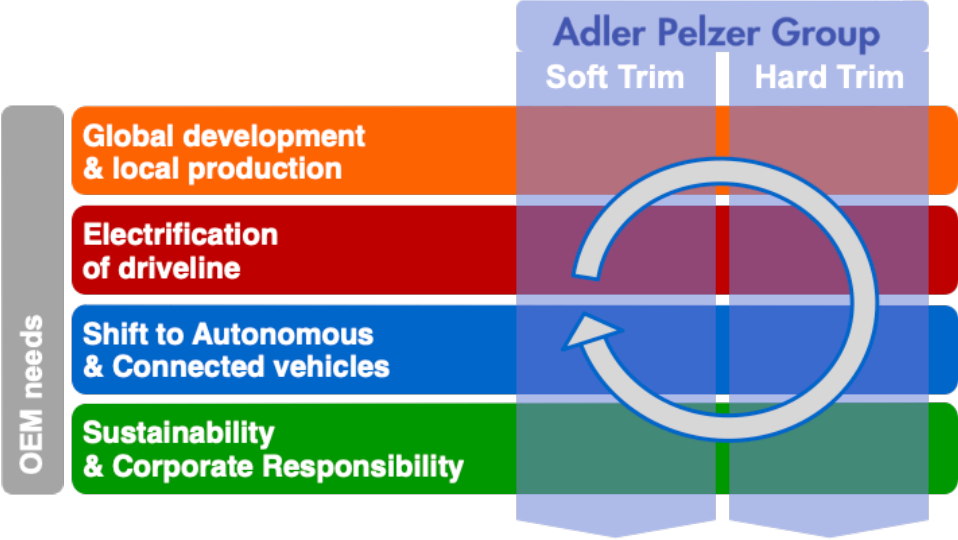 Adler Pelzer Group
Soft Trim
Hard Trim
OEM needs
Global development
& local production
Electrification
of driveline
Shift to Autonomous
& Connected vehicles
Sustainability
& Corporate Responsibility